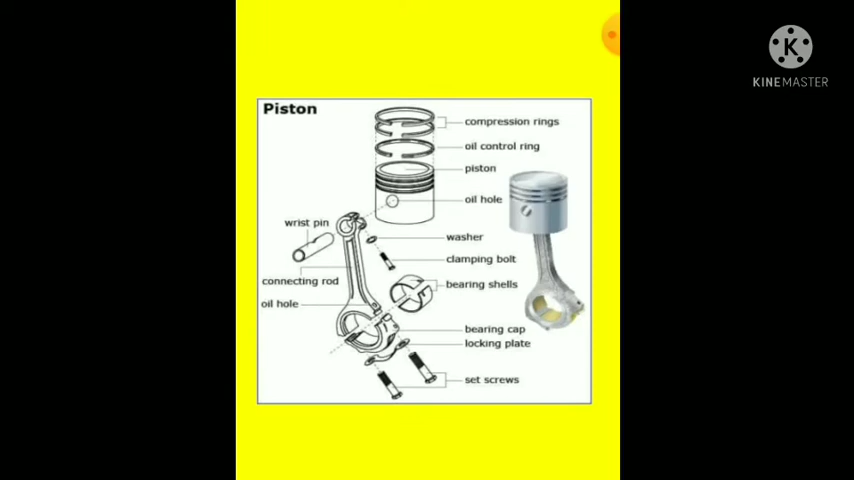 K
KINEMASTER
Piston
compression rings
oil control ring
piston
oil hole
wrist pin
washer
clamping bolt
connecting rod
bearing shells
oil hole
bearing cap
locking plate
set screws